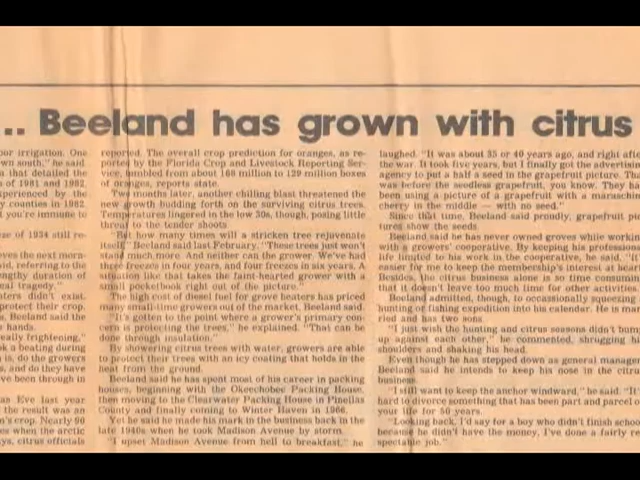 ... Beeland has grown with citrus
oor irrigation. One
wn south," he said
s that detailed the
s of 1981 and 1982.
xperienced by the
y counties in 1962.
t you're immune to
ze of 1934 still re-
oves the next morn-
oid, referring to the
engthy duration of
eal tragedy."
aters didn't exist.
protect their crop.
s, Beeland said the
e hands.
eally frightening,"
k a beating during
n is, do the growers
s, and do they have
ve been through in
as Eve last year
the result was an
n's crop. Nearly 90
es when the arctic
ys, citrus officials
reported. The overall crop prediction for oranges, as re-
ported by the Florida Crop and Livestock Reporting Ser-
vice, tumbled from about 168 million to 129 million boxes
of oranges, reports state.
Two months later, another chilling blast threatened the
new growth budding forth on the surviving citrus trees.
Temperatures lingered in the low 30s, though, posing little
threat to the tender shoots
"But how many times will a stricken tree rejuvenate
itself," Beeland said last February. "These trees just won't
stand much more. And neither can the grower. We've had
three freezes in four years, and four freezes in six years. A
situation like that takes the faint-hearted grower with a
small pocketbook right out of the picture."
The high cost of diesel fuel for grove heaters has priced
many small-time growers out of the market, Beeland said.
"It's gotten to the point where a grower's primary con-
cern is protecting the trees," he explained. "That can be
done through insulation."
By showering citrus trees with water, growers are able
to protect their trees with an icy coating that holds in the
heat from the ground.
Beeland said he has spent most of his career in packing
houses, beginning with the Okeechobee Packing House,
then moving to the Clearwater Packing House in Pinellas
County and finally coming to Winter Haven in 1966.
Yet he said he made his mark in the business back in the
late 1940s when he took Madison Avenue by storm.
"I upset Madison Avenue from hell to breakfast," he
laughed. "It was about 35 or 40 years ago, and right afte
the war. It took five years, but I finally got the advertisin
agency to put a half a seed in the grapefruit picture. Tha
was before the seedless grapefruit, you know. They ha
been using a picture of a grapefruit with a maraschin
cherry in the middle — with no seed."
Since that time, Beeland said proudly, grapefruit pi
tures show the seeds
Beeland said he has never owned groves while workin
with a growers' cooperative. By keeping his profession
life limited to his work in the cooperative, he said, "It
easier for me to keep the membership's interest at hear
Besides, the citrus business alone is so time consumin
that it doesn't leave too much time for other activities.
Beeland admitted, though, to occasionally squeezing
hunting or fishing expedition into his calendar. He is ma
ried and has two sons
"I just wish the hunting and citrus seasons didn't bum
up against each other," he commented, shrugging hi
shoulders and shaking his head.
Even though he has stepped down as general manager
Beeland said he intends to keep his nose in the citru
business.
"I still want to keep the anchor windward," he said. "It'
hard to divorce something that has been part and parcel o
your life for 50 years.
"Looking back, I'd say for a boy who didn't finish schoo
because he didn't have the money, I've done a fairly re
spectable job."